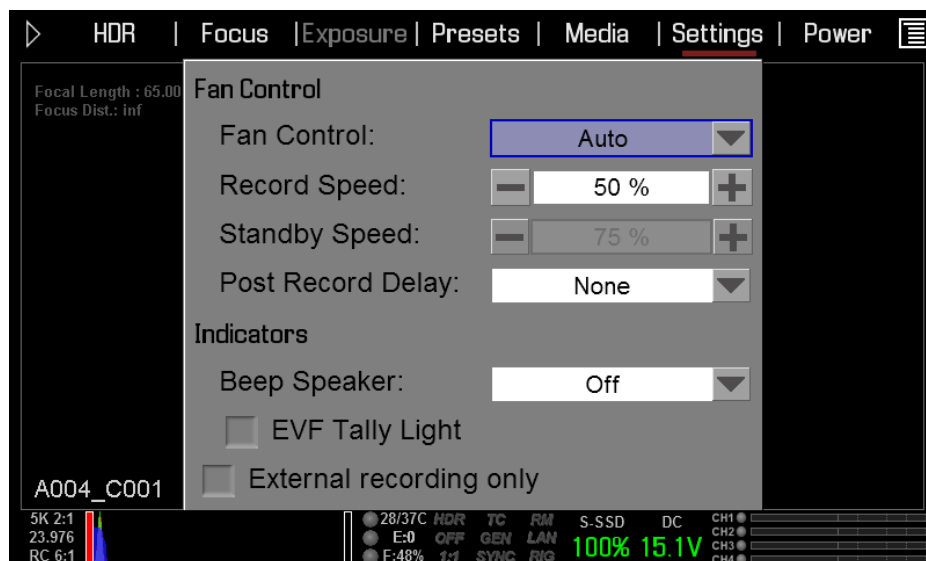 HDR | Focus | Exposure | Presets | Media | Settings | Power
Focal Length : 65.00
Focus Dist.: inf
Fan Control
Fan Control: Auto
Record Speed: 50 %
Standby Speed: 75 %
Post Record Delay: None
Indicators
Beep Speaker: Off
EVF Tally Light
External recording only
A004_C001
5K 2:1 28/37C HDR TC RM S-SSD DC CH1
23.976 E:0 OFF GEN LAN 100% 15.1V CH2
RC 6:1 F:48% 1:1 SYNC RIG CH3
CH4